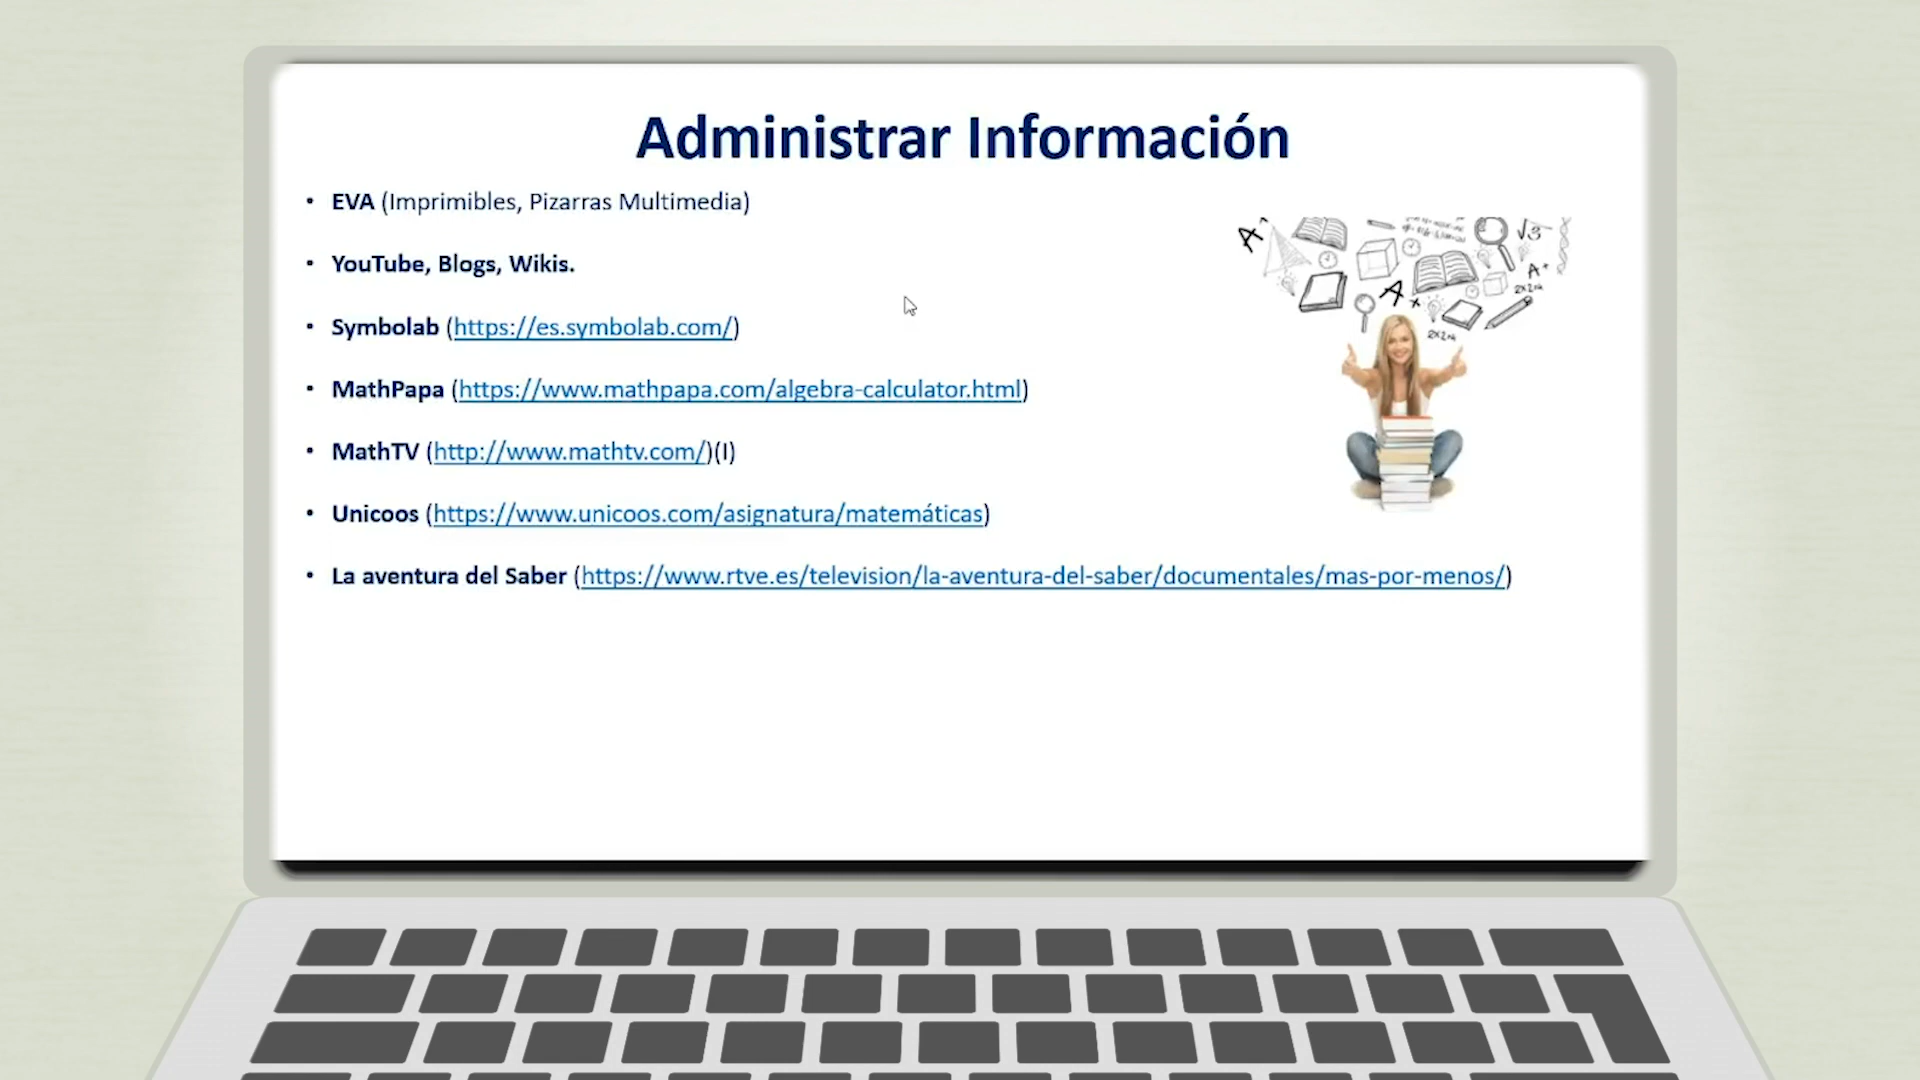 Administrar Información
• EVA (Imprimibles, Pizarras Multimedia)
• YouTube, Blogs, Wikis.
• Symbolab (https://es.symbolab.com/)
• MathPapa (https://www.mathpapa.com/algebra-calculator.html)
• MathTV (http://www.mathtv.com/)(I)
• Unicoos (https://www.unicoos.com/asignatura/matemáticas)
• La aventura del Saber (https://www.rtve.es/television/la-aventura-del-saber/documentales/mas-por-menos/)
A+
√3
A+
A+